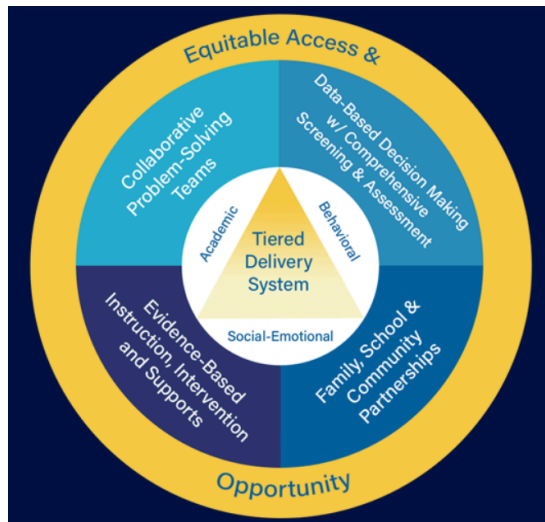 Equitable Access &
Collaborative
Problem-Solving
Teams
Data-Based Decision Making
w/ Comprehensive
Screening & Assessment
Academic
Behavioral
Tiered
Delivery
System
Social-Emotional
Evidence-Based
Instruction, Intervention
and Supports
Family, School &
Community
Partnerships
Opportunity